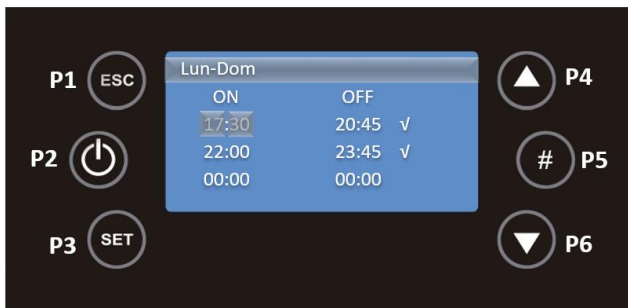 Lun-Dom
P1 ESC
ON OFF
P4
17:30 20:45 √
P2
22:00 23:45 √
# P5
00:00 00:00
P3 SET
P6